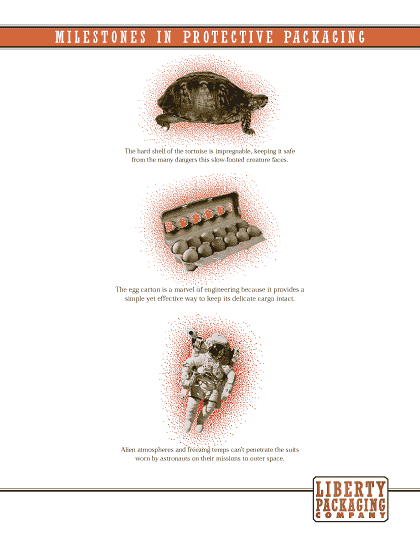 MILESTONES IN PROTECTIVE PACKAGING
The hard shell of the tortoise is impregnable, keeping it safe
from the many dangers this slow-footed creature faces.
The egg carton is a marvel of engineering because it provides a
simple yet effective way to keep its delicate cargo intact.
Alien atmospheres and freezing temps can't penetrate the suits
worn by astronauts on their missions to outer space.
LIBERTY
PACKAGING
COMPANY